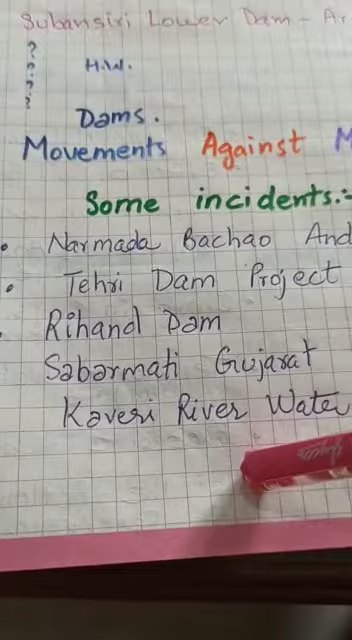 Subansiri Lower Dam - Ar
?
?
?
?
?
H.W.
Dams.
Movements Against M
Some incidents:-
• Narmada Bachao And
• Tehri Dam Project
• Rihand Dam
Sabarmati Gujarat
Kaveri River Wate